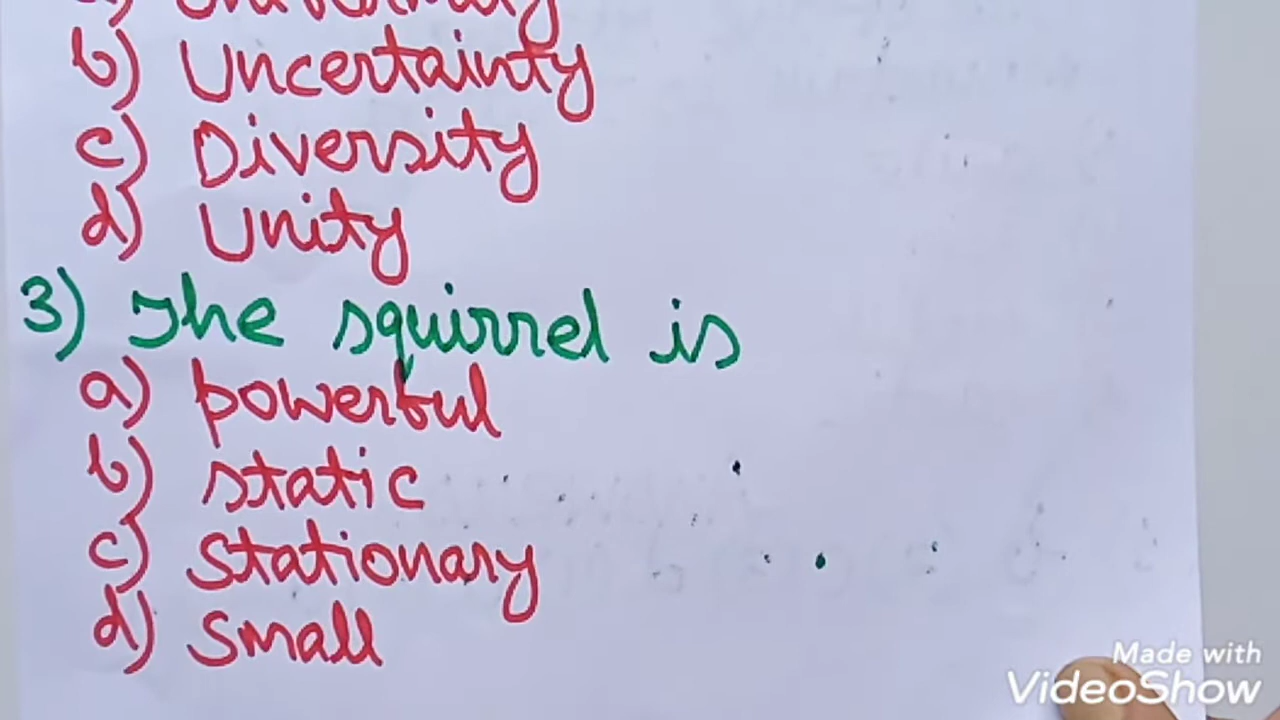 b) Uncertainty
c) Diversity
d) Unity
3) The squirrel is
a) powerful
b) static
c) stationary
d) small
Made with
VideoShow